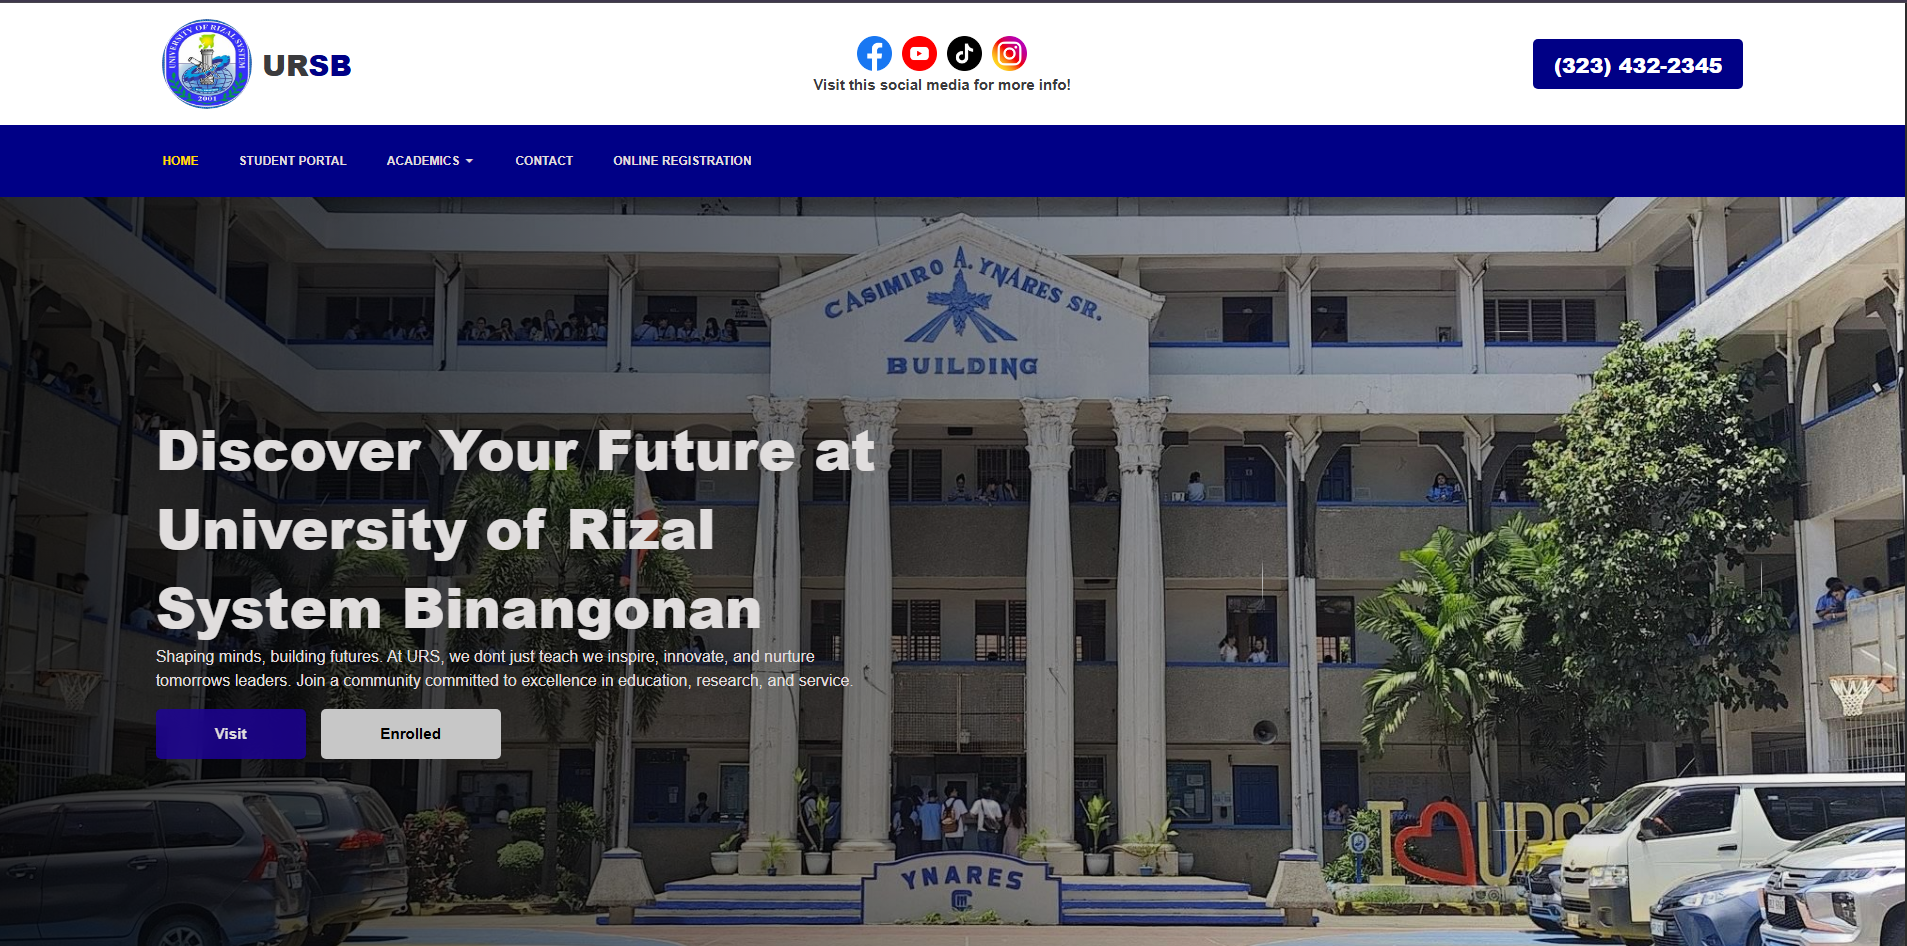 UNIVERSITY OF RIZAL SYSTEM
2001
URSB
Visit this social media for more info!
(323) 432-2345
HOME
STUDENT PORTAL
ACADEMICS
CONTACT
ONLINE REGISTRATION
CASIMIRO A. YNARES SR.
BUILDING
Discover Your Future at
University of Rizal
System Binangonan
Shaping minds, building futures. At URS, we dont just teach we inspire, innovate, and nurture
tomorrows leaders. Join a community committed to excellence in education, research, and service.
Visit
Enrolled
I
YNARES